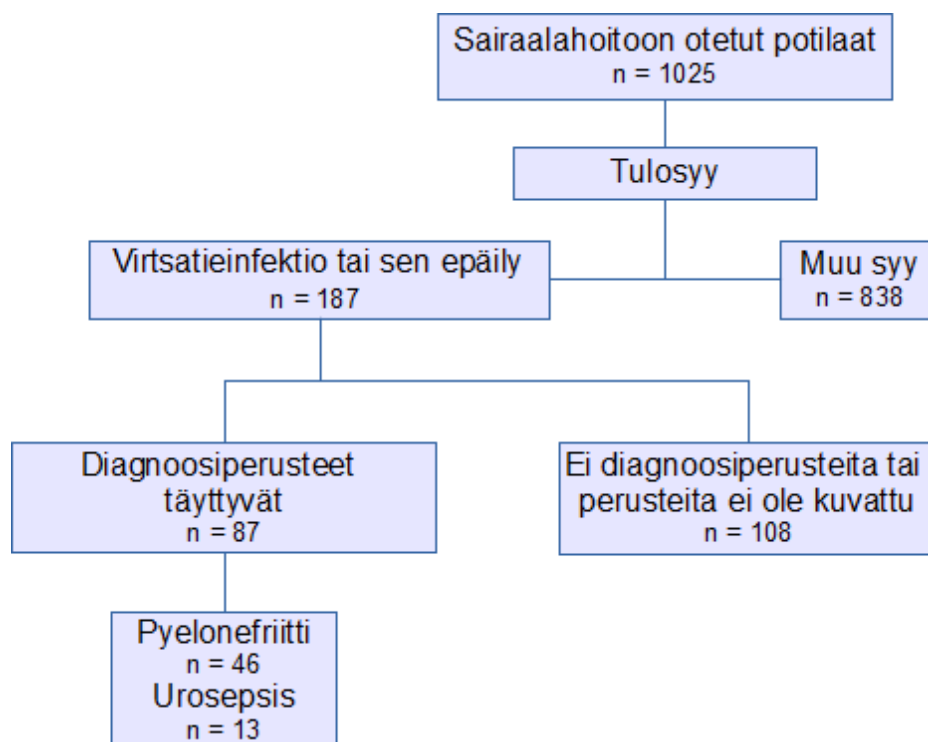 Sairaalahoitoon otetut potilaat
n = 1025
Tulosyy
Virtsatieinfektio tai sen epäily
n = 187
Muu syy
n = 838
Diagnoosiperusteet
täyttyvät
n = 87
Ei diagnoosiperusteita tai
perusteita ei ole kuvattu
n = 108
Pyelonefriitti
n = 46
Urosepsis
n = 13